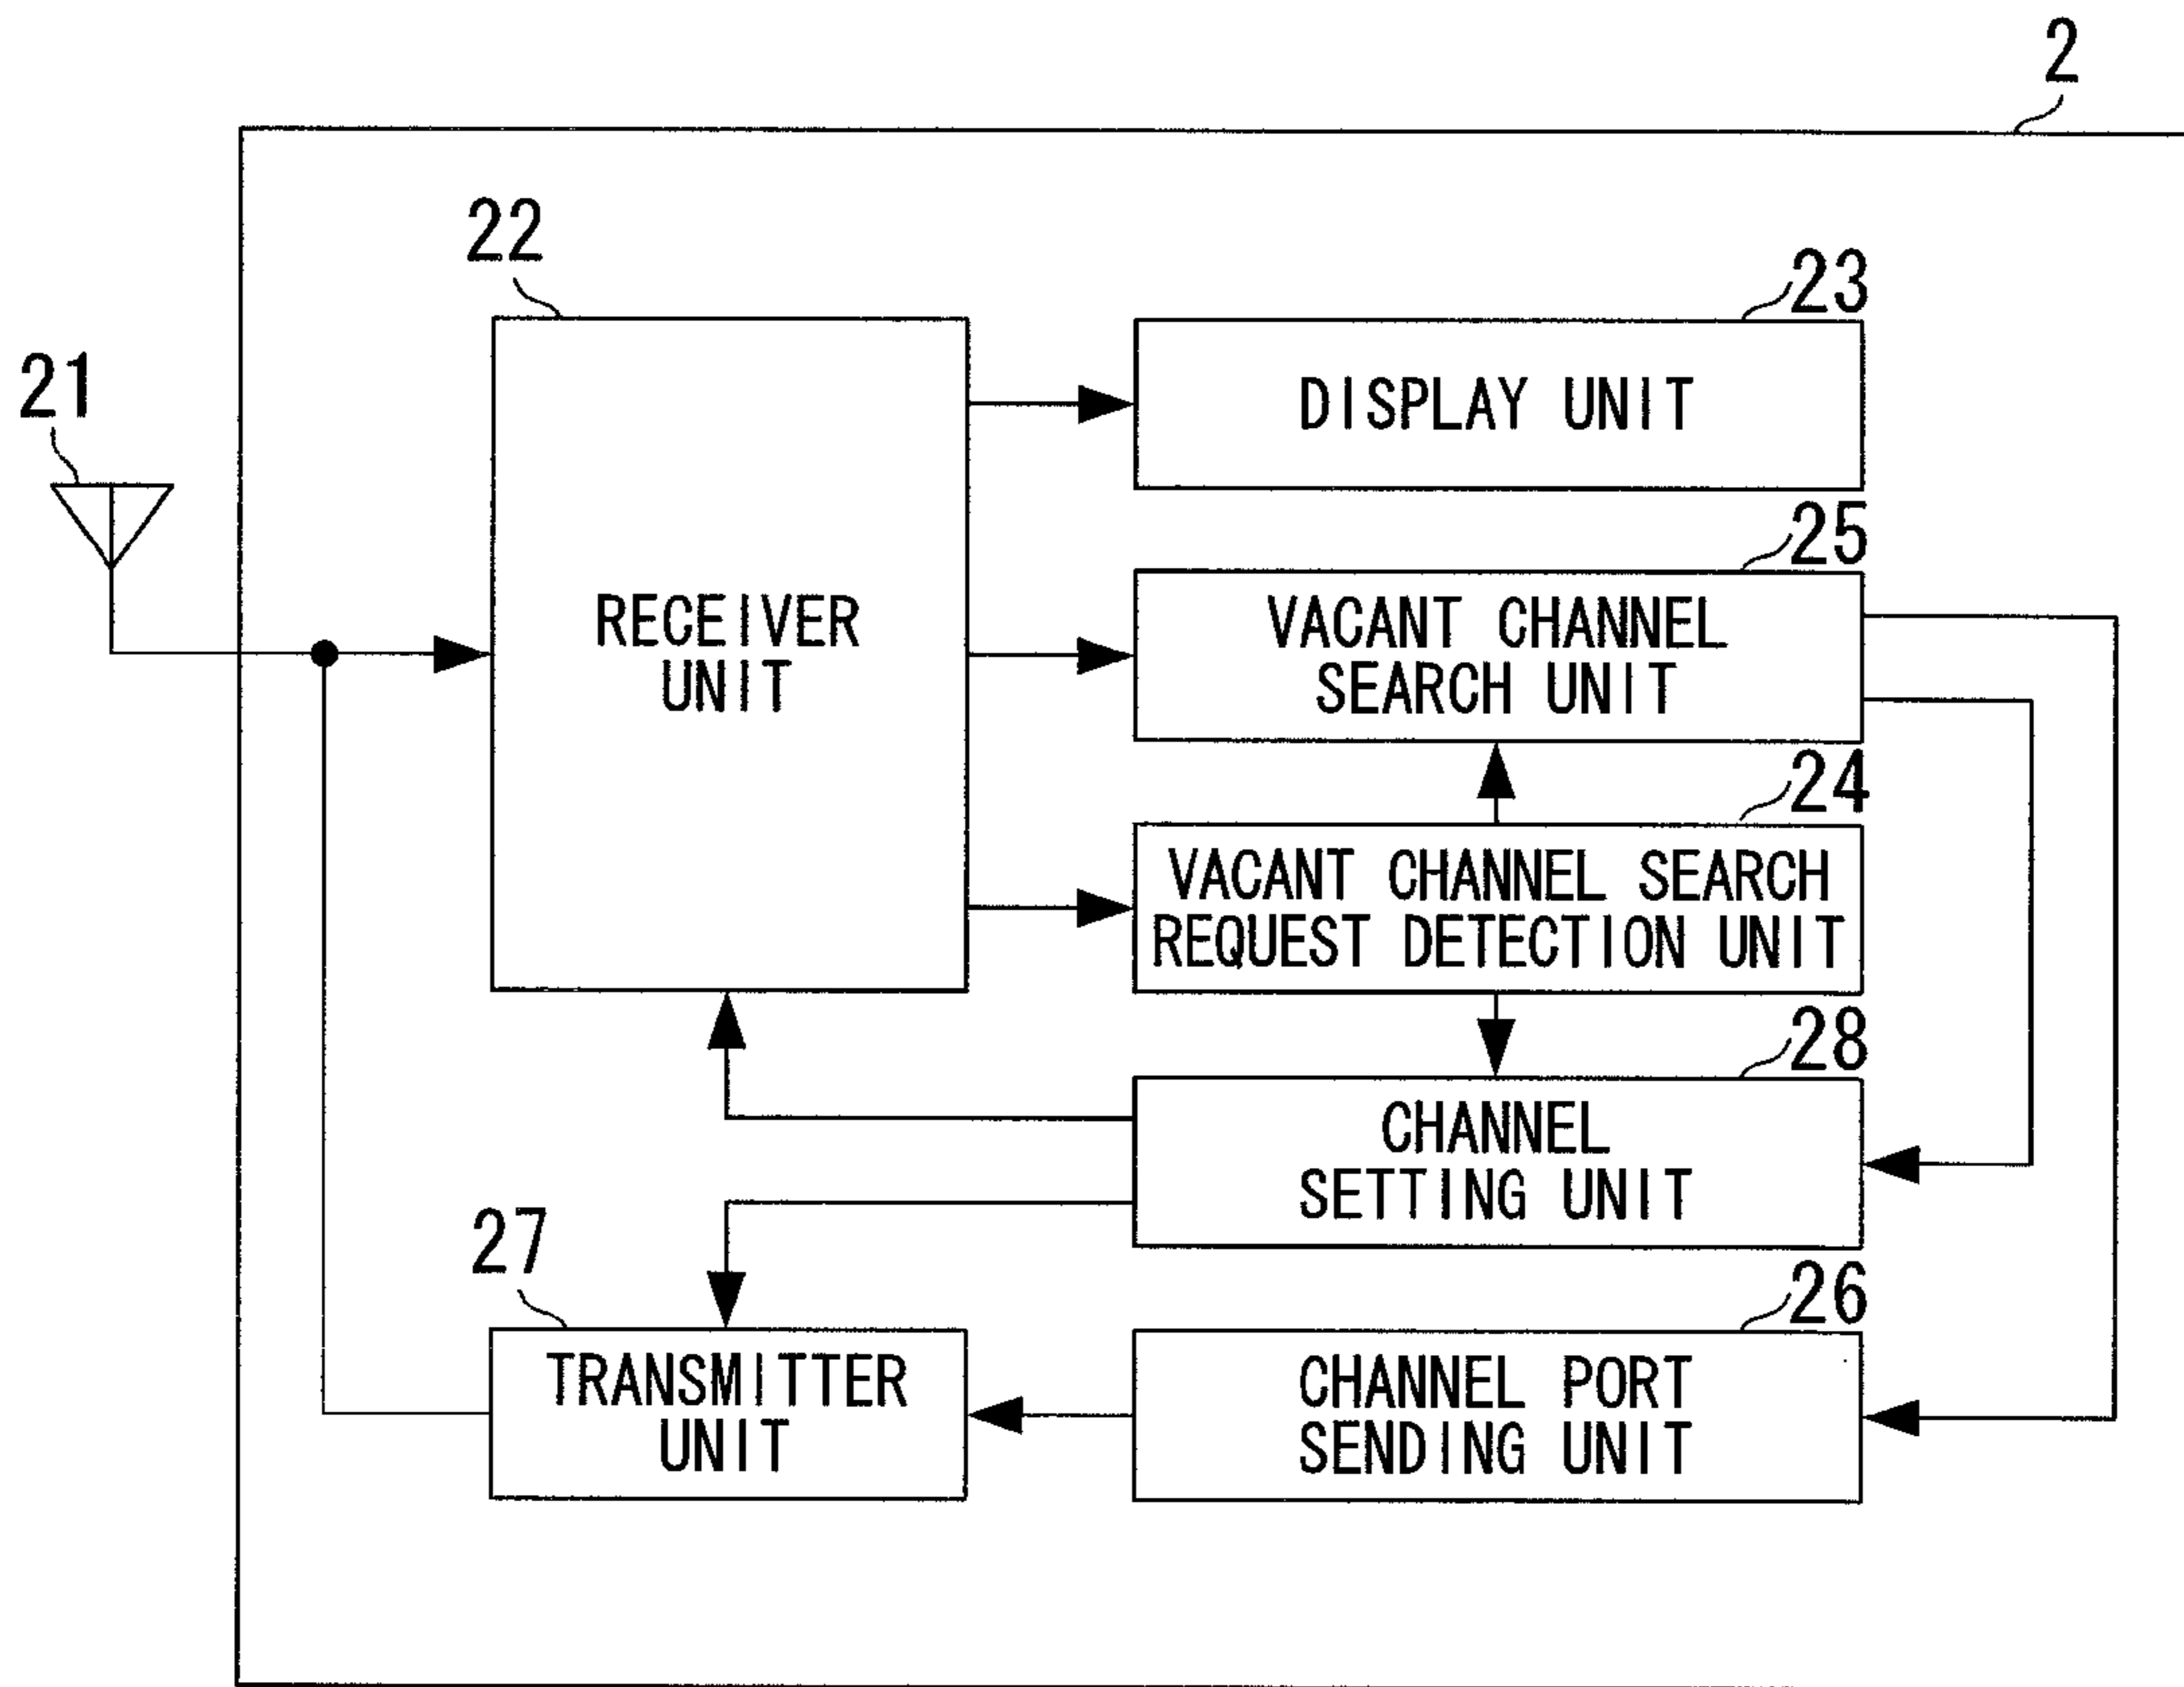 2
22
23
21
DISPLAY UNIT
25
RECEIVER
UNIT
VACANT CHANNEL
SEARCH UNIT
24
VACANT CHANNEL SEARCH
REQUEST DETECTION UNIT
28
CHANNEL
SETTING UNIT
27
26
TRANSMITTER
UNIT
CHANNEL PORT
SENDING UNIT